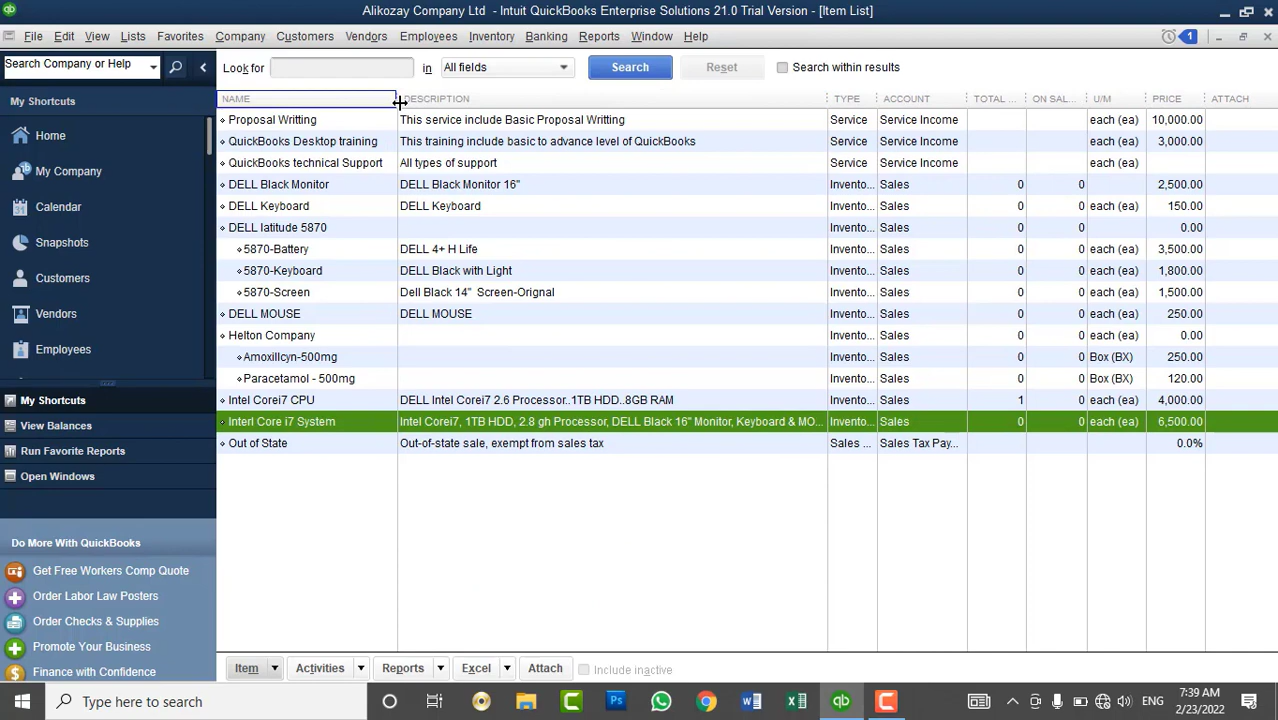 Alikozay Company Ltd - Intuit QuickBooks Enterprise Solutions 21.0 Trial Version - [Item List]
File Edit View Lists Favorites Company Customers Vendors Employees Inventory Banking Reports Window Help 1
Search Company or Help
Look for in All fields Search Reset Search within results
My Shortcuts
Home
My Company
Calendar
Snapshots
Customers
Vendors
Employees
My Shortcuts
View Balances
Run Favorite Reports
Open Windows
Do More With QuickBooks
Get Free Workers Comp Quote
Order Labor Law Posters
Order Checks & Supplies
Promote Your Business
Finance with Confidence
NAME DESCRIPTION TYPE ACCOUNT TOTAL ... ON SAL... U/M PRICE ATTACH
Proposal Writting This service include Basic Proposal Writting Service Service Income each (ea) 10,000.00
QuickBooks Desktop training This training include basic to advance level of QuickBooks Service Service Income each (ea) 3,000.00
QuickBooks technical Support All types of support Service Service Income each (ea)
DELL Black Monitor DELL Black Monitor 16" Invento... Sales 0 0 each (ea) 2,500.00
DELL Keyboard DELL Keyboard Invento... Sales 0 0 each (ea) 150.00
DELL latitude 5870 Invento... Sales 0 0 each (ea) 0.00
5870-Battery DELL 4+ H Life Invento... Sales 0 0 each (ea) 3,500.00
5870-Keyboard DELL Black with Light Invento... Sales 0 0 each (ea) 1,800.00
5870-Screen Dell Black 14" Screen-Orignal Invento... Sales 0 0 each (ea) 1,500.00
DELL MOUSE DELL MOUSE Invento... Sales 0 0 each (ea) 250.00
Helton Company Invento... Sales 0 0 each (ea) 0.00
Amoxillcyn-500mg Invento... Sales 0 0 Box (BX) 250.00
Paracetamol - 500mg Invento... Sales 0 0 Box (BX) 120.00
Intel Corei7 CPU DELL Intel Corei7 2.6 Processor..1TB HDD..8GB RAM Invento... Sales 1 0 each (ea) 4,000.00
Interl Core i7 System Intel Corei7, 1TB HDD, 2.8 gh Processor, DELL Black 16" Monitor, Keyboard & MO... Invento... Sales 0 0 each (ea) 6,500.00
Out of State Out-of-state sale, exempt from sales tax Sales ... Sales Tax Pay... 0.0%
Item Activities Reports Excel Attach Include inactive
Type here to search
ENG 7:39 AM
2/23/2022